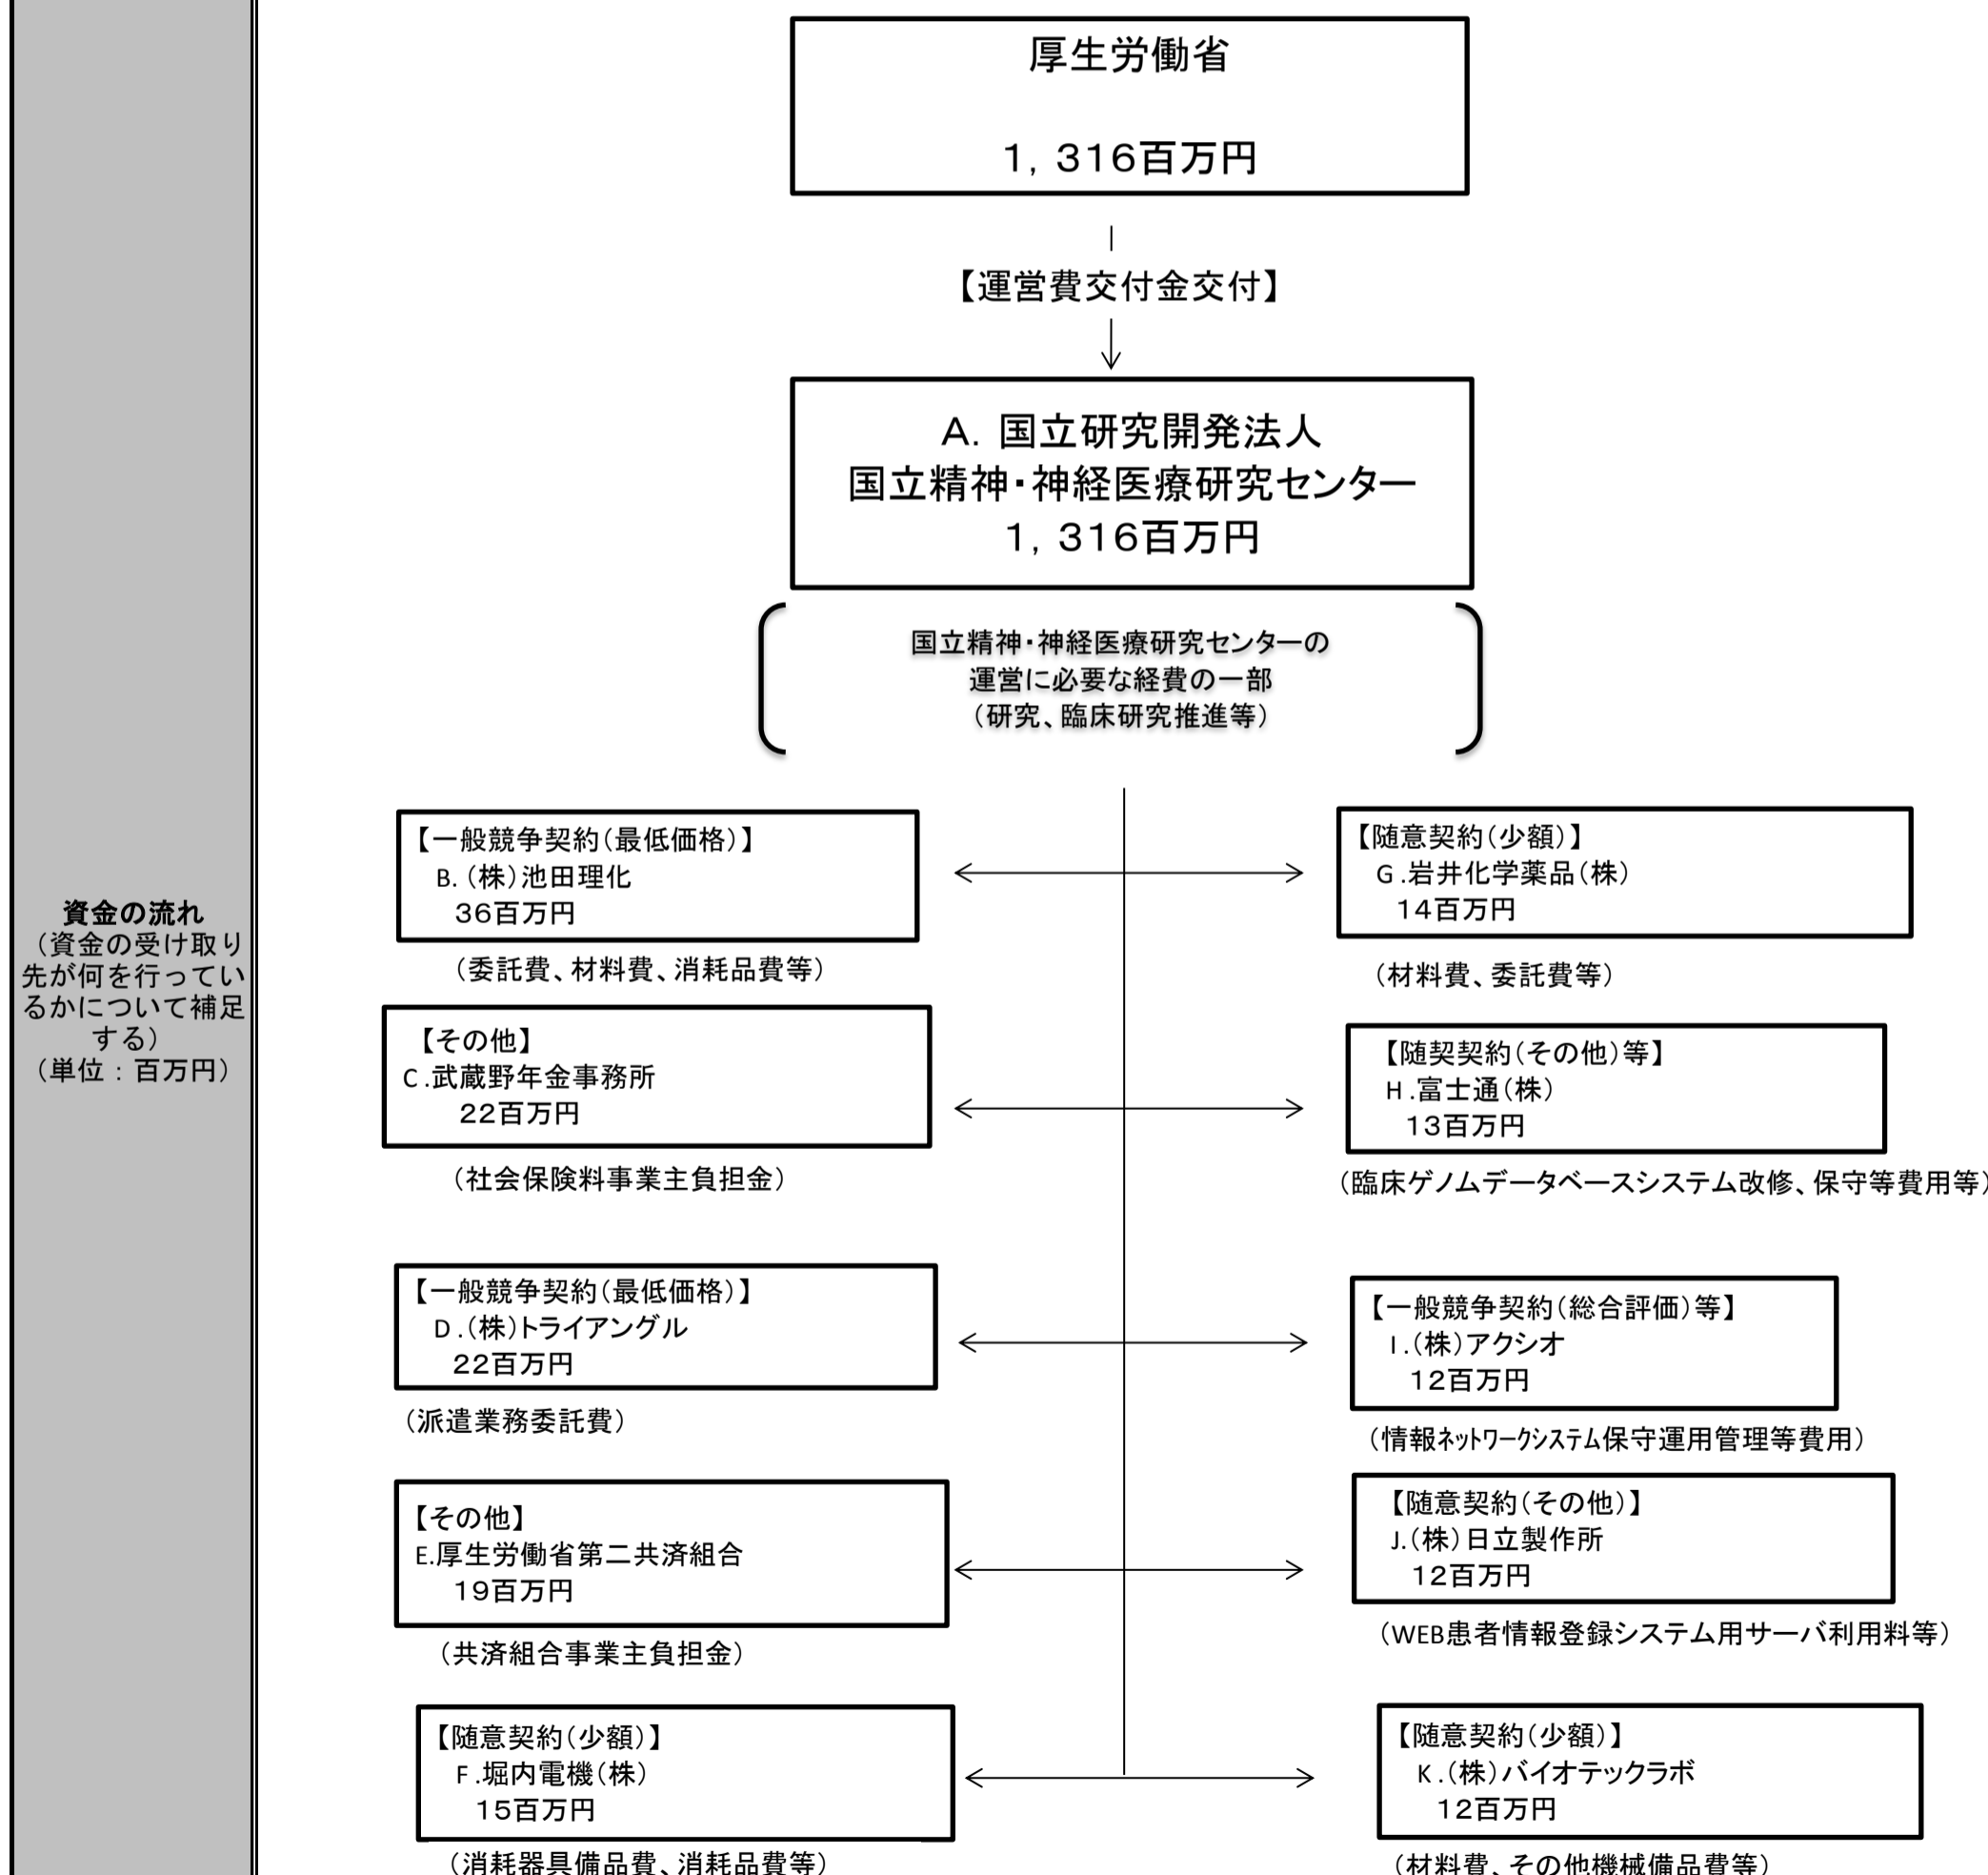 厚生労働省
1，316百万円
【運営費交付金交付】
A．国立研究開発法人
国立精神・神経医療研究センター
1，316百万円
国立精神・神経医療研究センターの
運営に必要な経費の一部
（研究、臨床研究推進等）
資金の流れ
（資金の受け取り
先が何を行ってい
るかについて補足
する）
（単位：百万円）
【一般競争契約（最低価格）】
B.（株）池田理化
36百万円
（委託費、材料費、消耗品費等）
【その他】
C.武蔵野年金事務所
22百万円
（社会保険料事業主負担金）
【一般競争契約（最低価格）】
D.（株）トライアングル
22百万円
（派遣業務委託費）
【その他】
E.厚生労働省第二共済組合
19百万円
（共済組合事業主負担金）
【随意契約（少額）】
F.堀内電機（株）
15百万円
（消耗器具備品費、消耗品費等）
【随意契約（少額）】
G.岩井化学薬品（株）
14百万円
（材料費、委託費等）
【随契契約（その他）等】
H.富士通（株）
13百万円
（臨床ゲノムデータベースシステム改修、保守等費用等）
【一般競争契約（総合評価）等】
I.（株）アクシオ
12百万円
（情報ネットワークシステム保守運用管理等費用）
【随意契約（その他）】
J.（株）日立製作所
12百万円
（WEB患者情報登録システム用サーバ利用料等）
【随意契約（少額）】
K.（株）バイオテックラボ
12百万円
（材料費、その他機械備品費等）